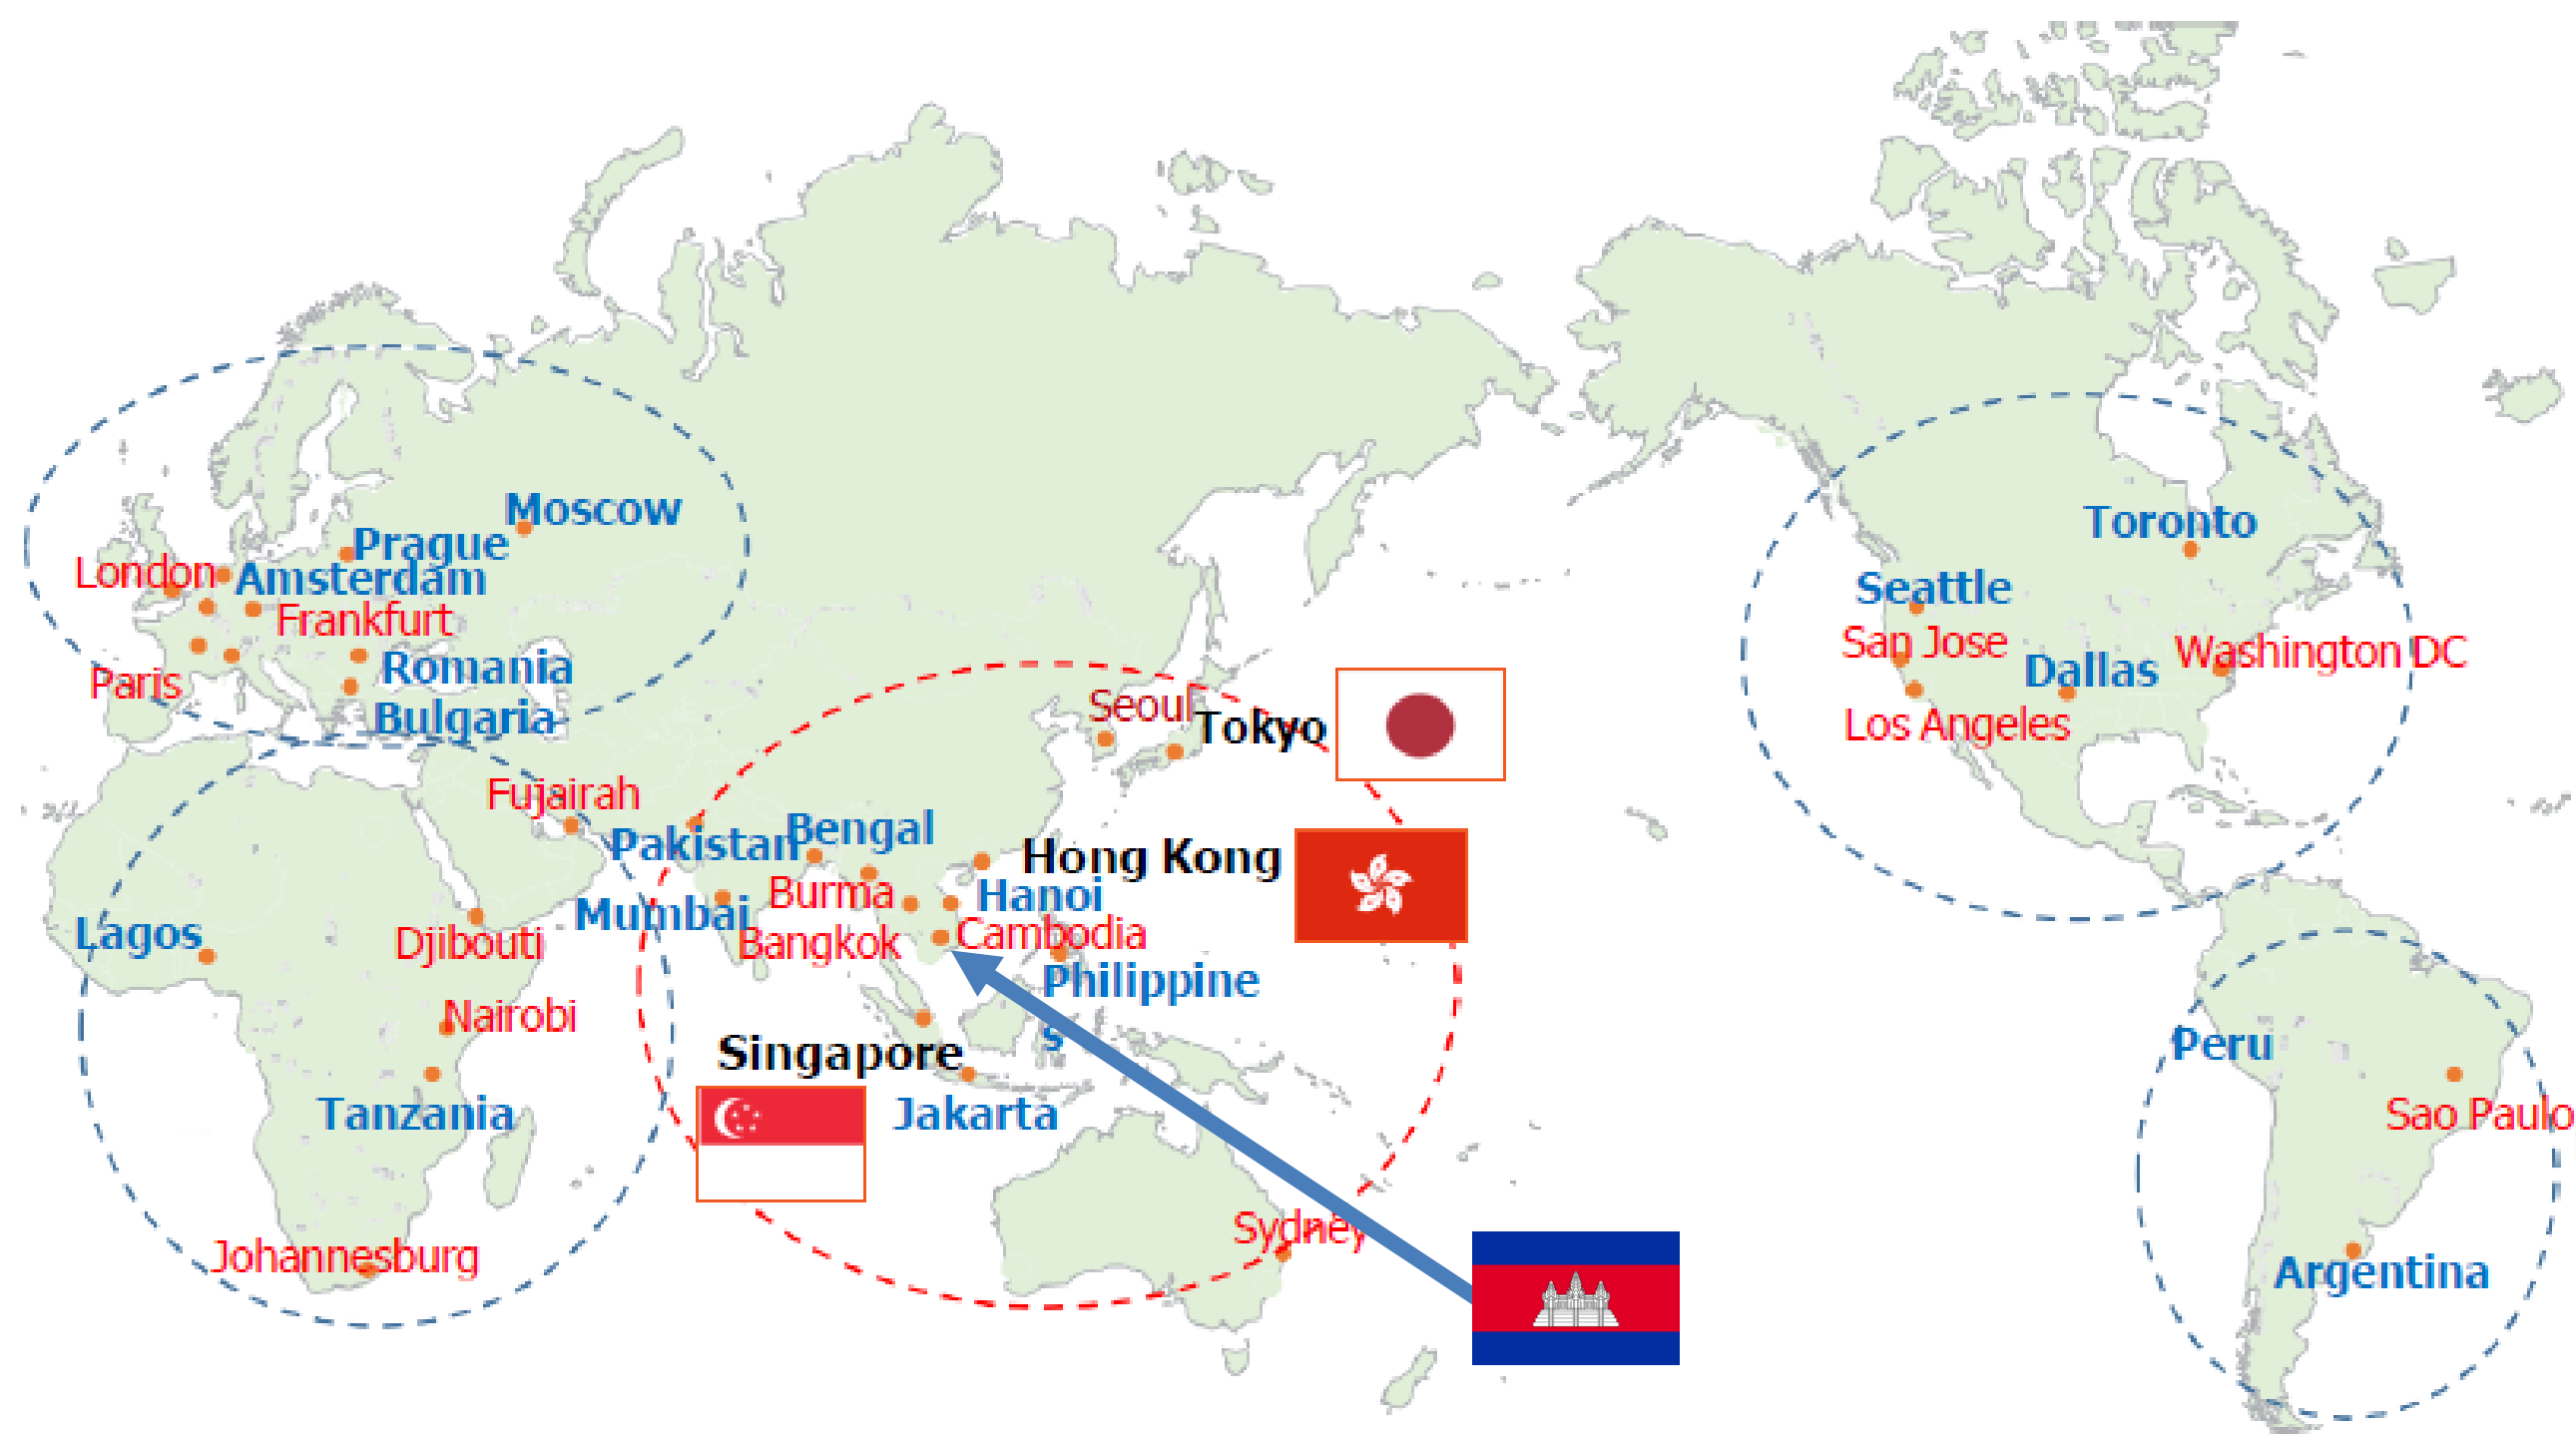 Moscow
Prague
London
Amsterdam
Frankfurt
Romania
Paris
Bulgaria
Toronto
Seattle
San Jose
Washington DC
Dallas
Los Angeles
Seoul
Tokyo
Fujairah
Pakistan
Bengal
Hong Kong
Burma
Hanoi
Mumbai
Lagos
Djibouti
Bangkok
Cambodia
Philippine
s
Nairobi
Singapore
Peru
Tanzania
Jakarta
Sao Paulo
Sydney
Johannesburg
Argentina